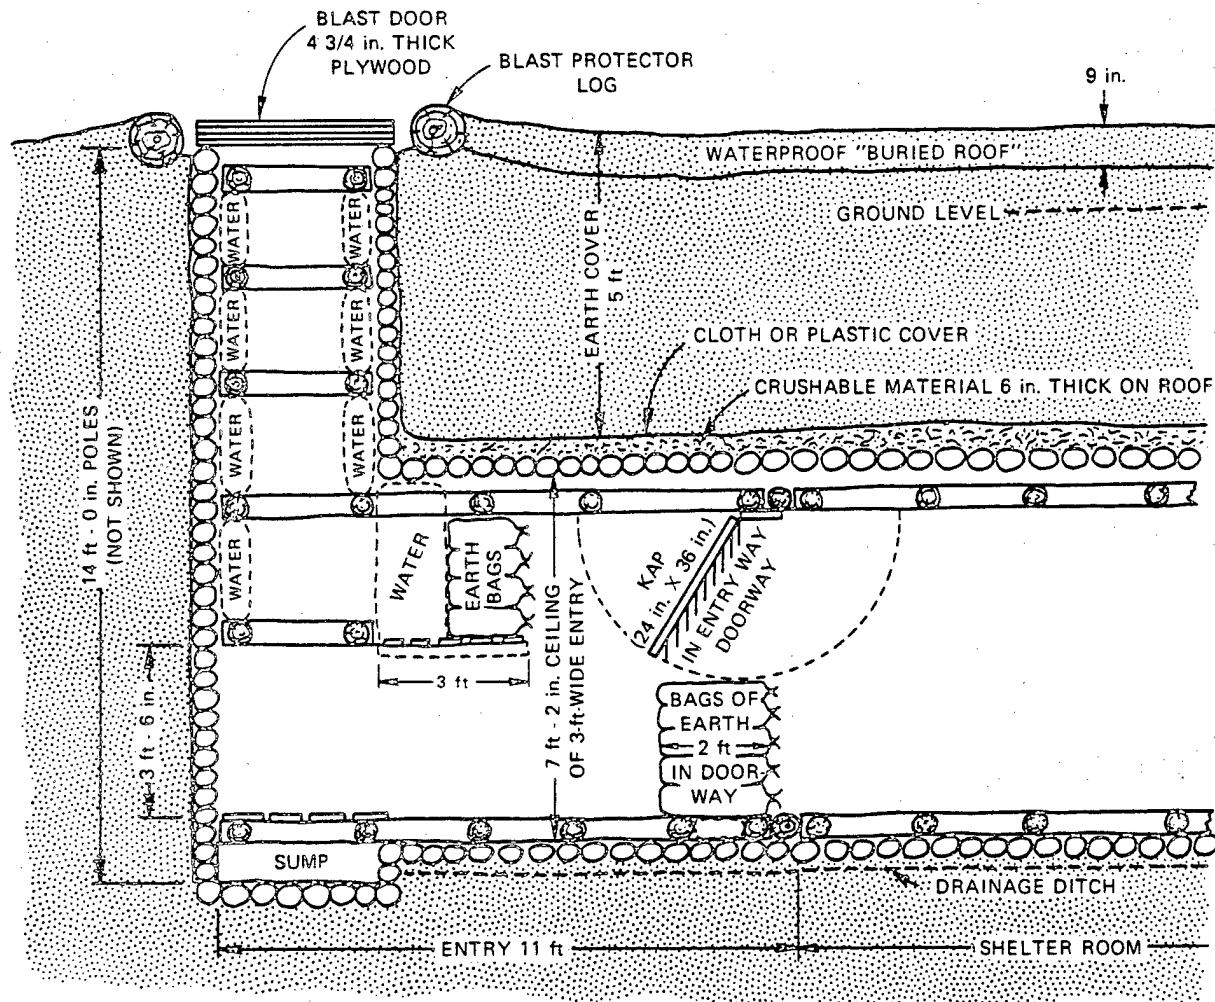 BLAST DOOR
4 3/4 in. THICK
PLYWOOD
BLAST PROTECTOR
LOG
9 in.
WATERPROOF "BURIED ROOF"
GROUND LEVEL
EARTH COVER
5 ft
CLOTH OR PLASTIC COVER
CRUSHABLE MATERIAL 6 in. THICK ON ROOF
WATER
WATER
WATER
WATER
WATER
WATER
WATER
14 ft - 0 in. POLES
(NOT SHOWN)
WATER
EARTH
BAGS
3 ft
3 ft - 6 in.
7 ft - 2 in. CEILING
OF 3-ft-WIDE ENTRY
KAP
(24 in. X 36 in.)
IN ENTRY WAY
DOORWAY
BAGS OF
EARTH
2 ft
IN DOOR-
WAY
SUMP
DRAINAGE DITCH
ENTRY 11 ft
SHELTER ROOM